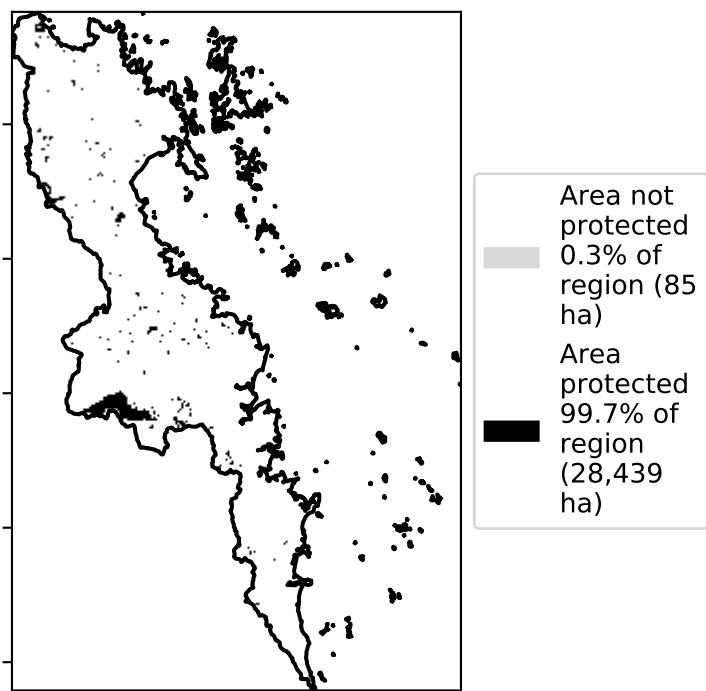 Area not
protected
0.3% of
region (85
ha)
Area
protected
99.7% of
region
(28,439
ha)